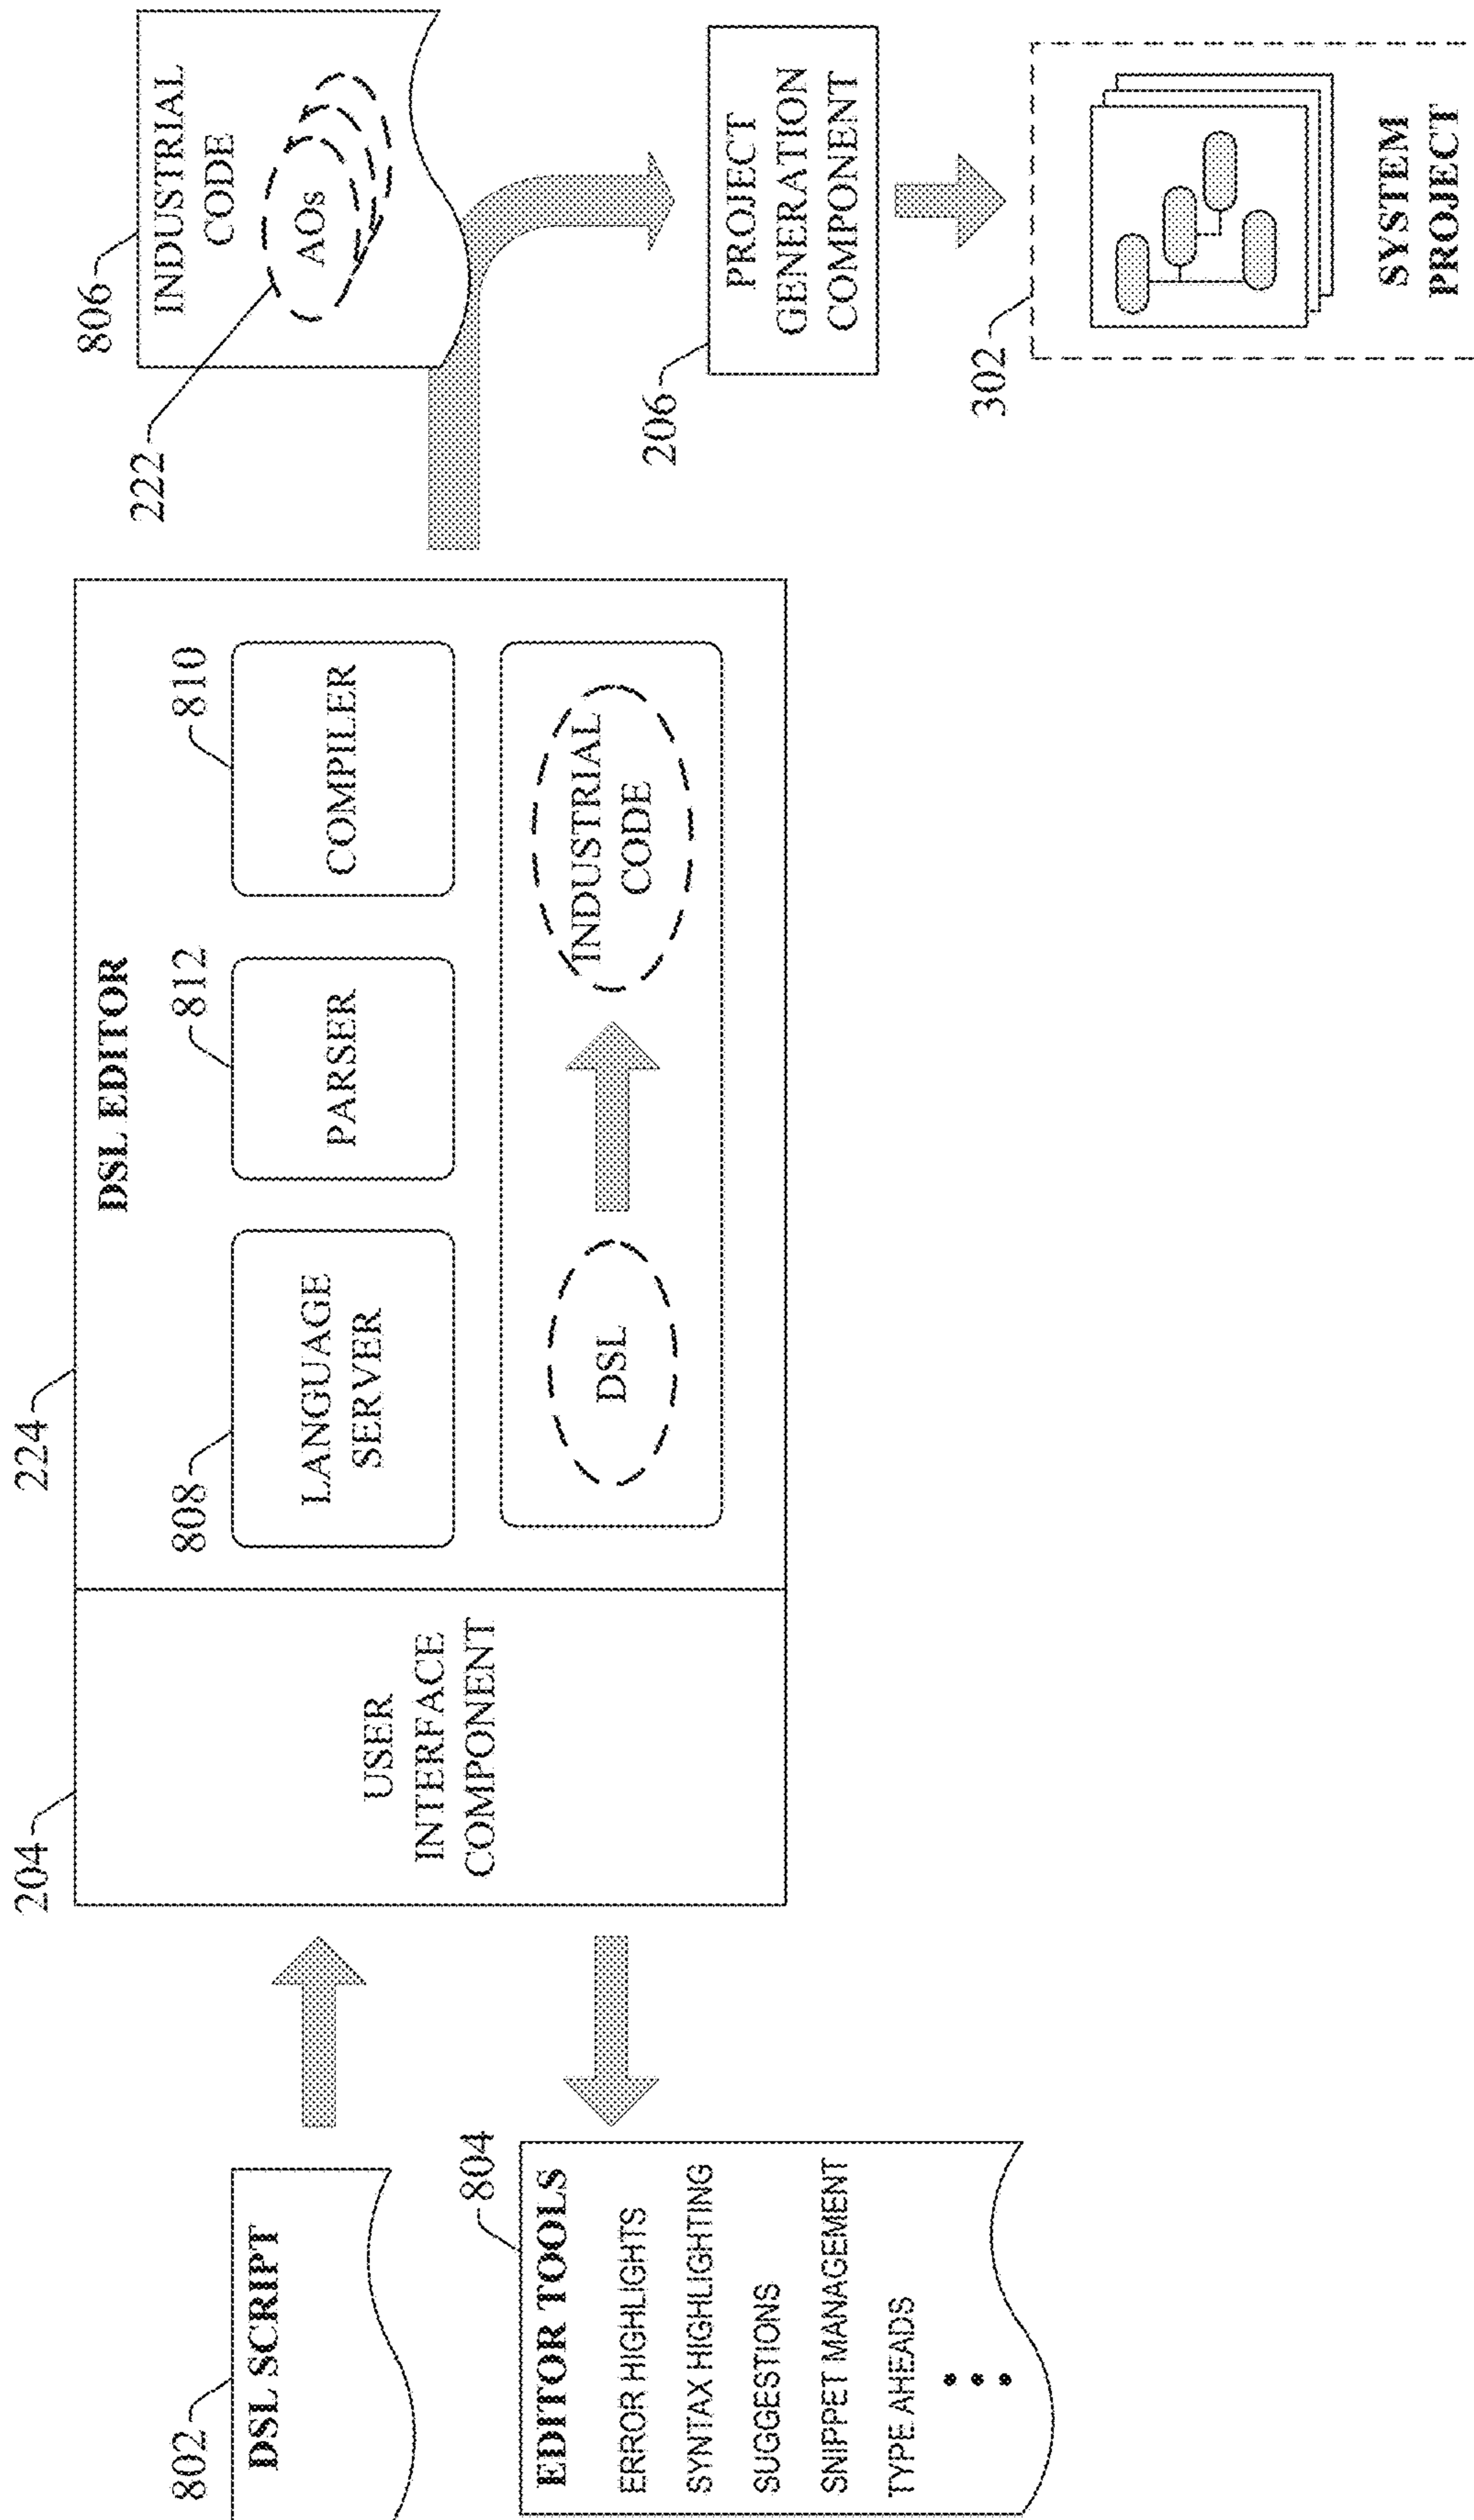 802
DSL SCRIPT
804
EDITOR TOOLS
ERROR HIGHLIGHTS
SYNTAX HIGHLIGHTING
SUGGESTIONS
SNIPPET MANAGEMENT
TYPE AHEADS
204
USER
INTERFACE
COMPONENT
224
DSL EDITOR
808
LANGUAGE
SERVER
812
PARSER
810
COMPILER
DSL
INDUSTRIAL
CODE
806
INDUSTRIAL
CODE
AOs
222
206
PROJECT
GENERATION
COMPONENT
302
SYSTEM
PROJECT